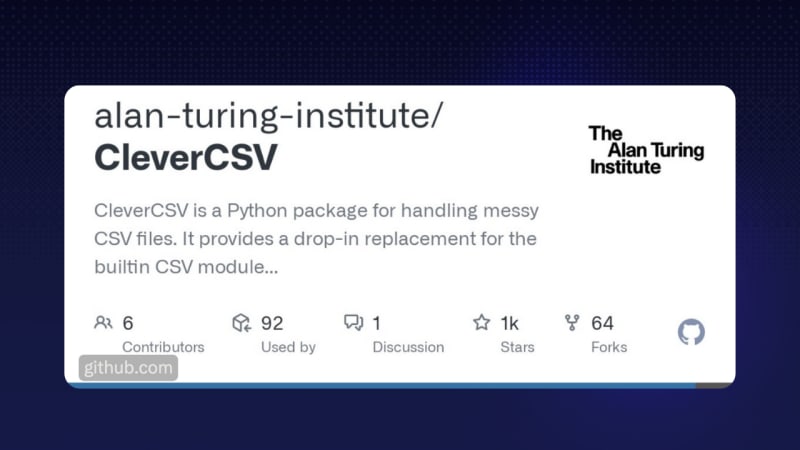 alan-turing-institute/
CleverCSV
The
Alan Turing
Institute
CleverCSV is a Python package for handling messy
CSV files. It provides a drop-in replacement for the
builtin CSV module...
6
Contributors
92
Used by
1
Discussion
1k
Stars
64
Forks
github.com